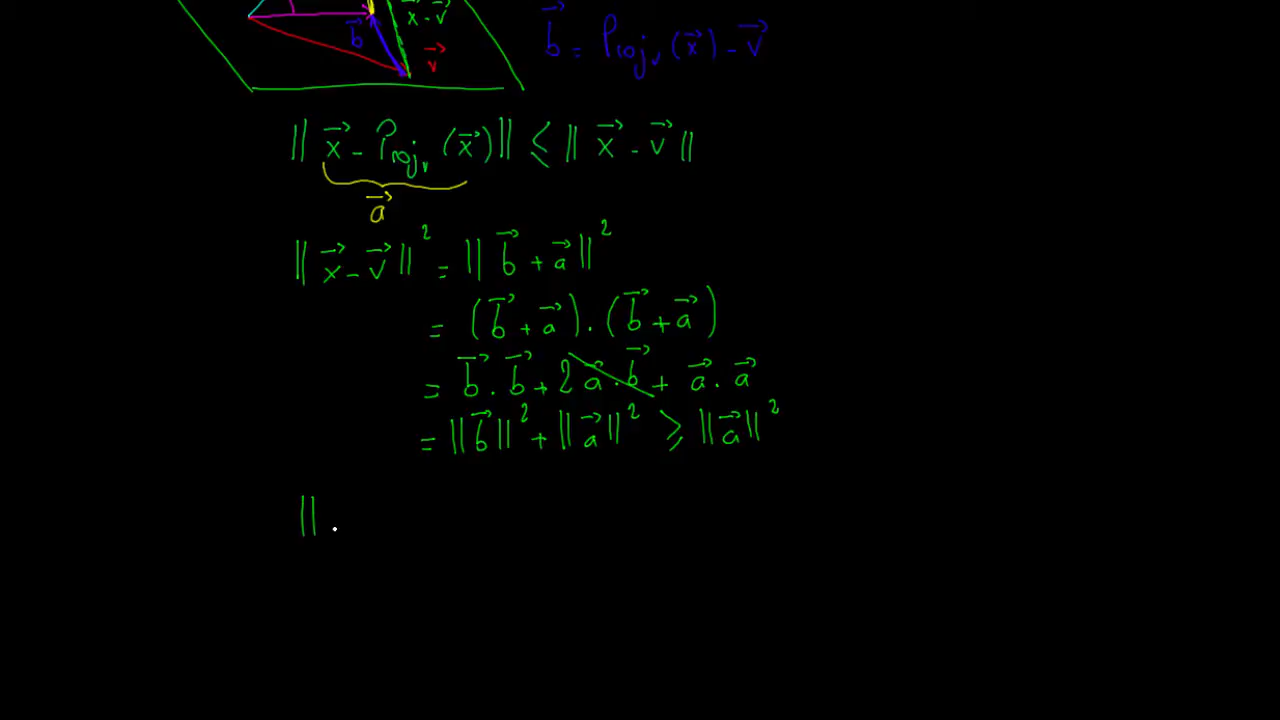 x⃗ - v⃗
b⃗
v⃗
b⃗ = Proj_v (x⃗) - v⃗
|| x⃗ - Proj_v (x⃗) || ≤ || x⃗ - v⃗ ||
a⃗
|| x⃗ - v⃗ ||² = || b⃗ + a⃗ ||²
= (b⃗ + a⃗) · (b⃗ + a⃗)
= b⃗ · b⃗ + 2 a⃗ · b⃗ + a⃗ · a⃗
= || b⃗ ||² + || a⃗ ||² ≥ || a⃗ ||²
||